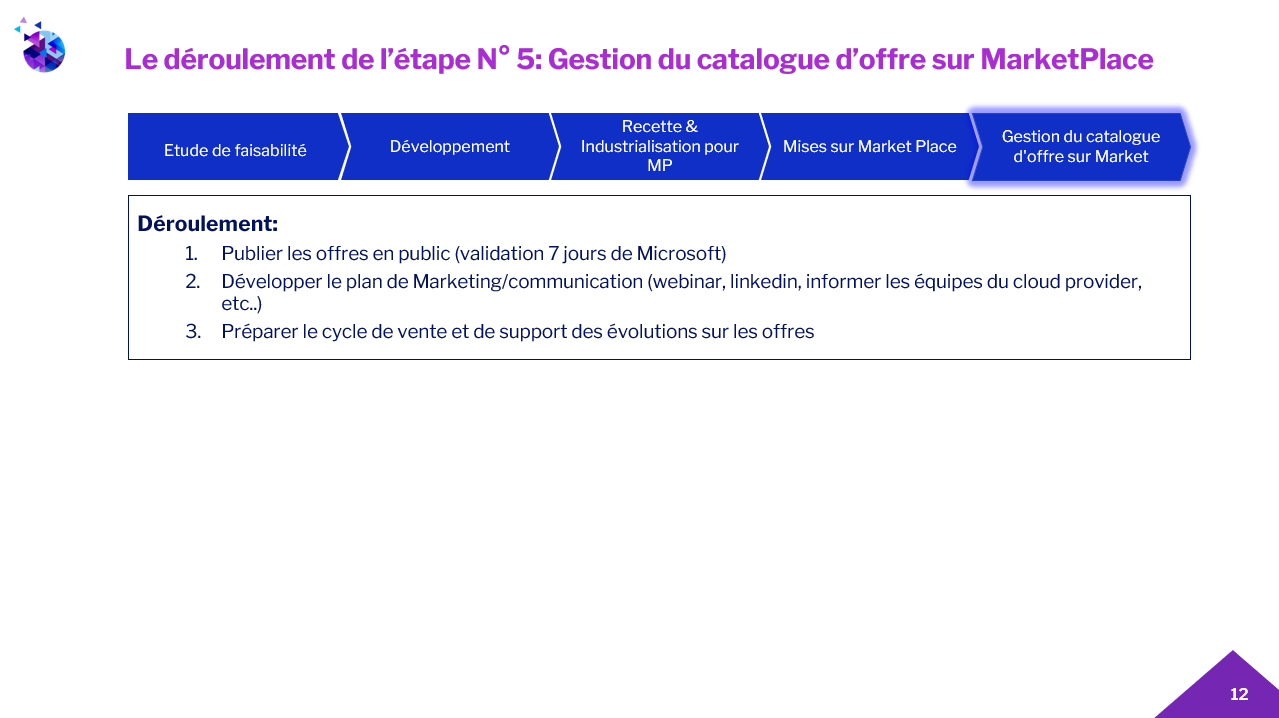 Le déroulement de l’étape N° 5: Gestion du catalogue d’offre sur MarketPlace
Etude de faisabilité
Développement
Recette &
Industrialisation pour
MP
Mises sur Market Place
Gestion du catalogue
d'offre sur Market
Déroulement:
1. Publier les offres en public (validation 7 jours de Microsoft)
2. Développer le plan de Marketing/communication (webinar, linkedin, informer les équipes du cloud provider,
etc..)
3. Préparer le cycle de vente et de support des évolutions sur les offres
12